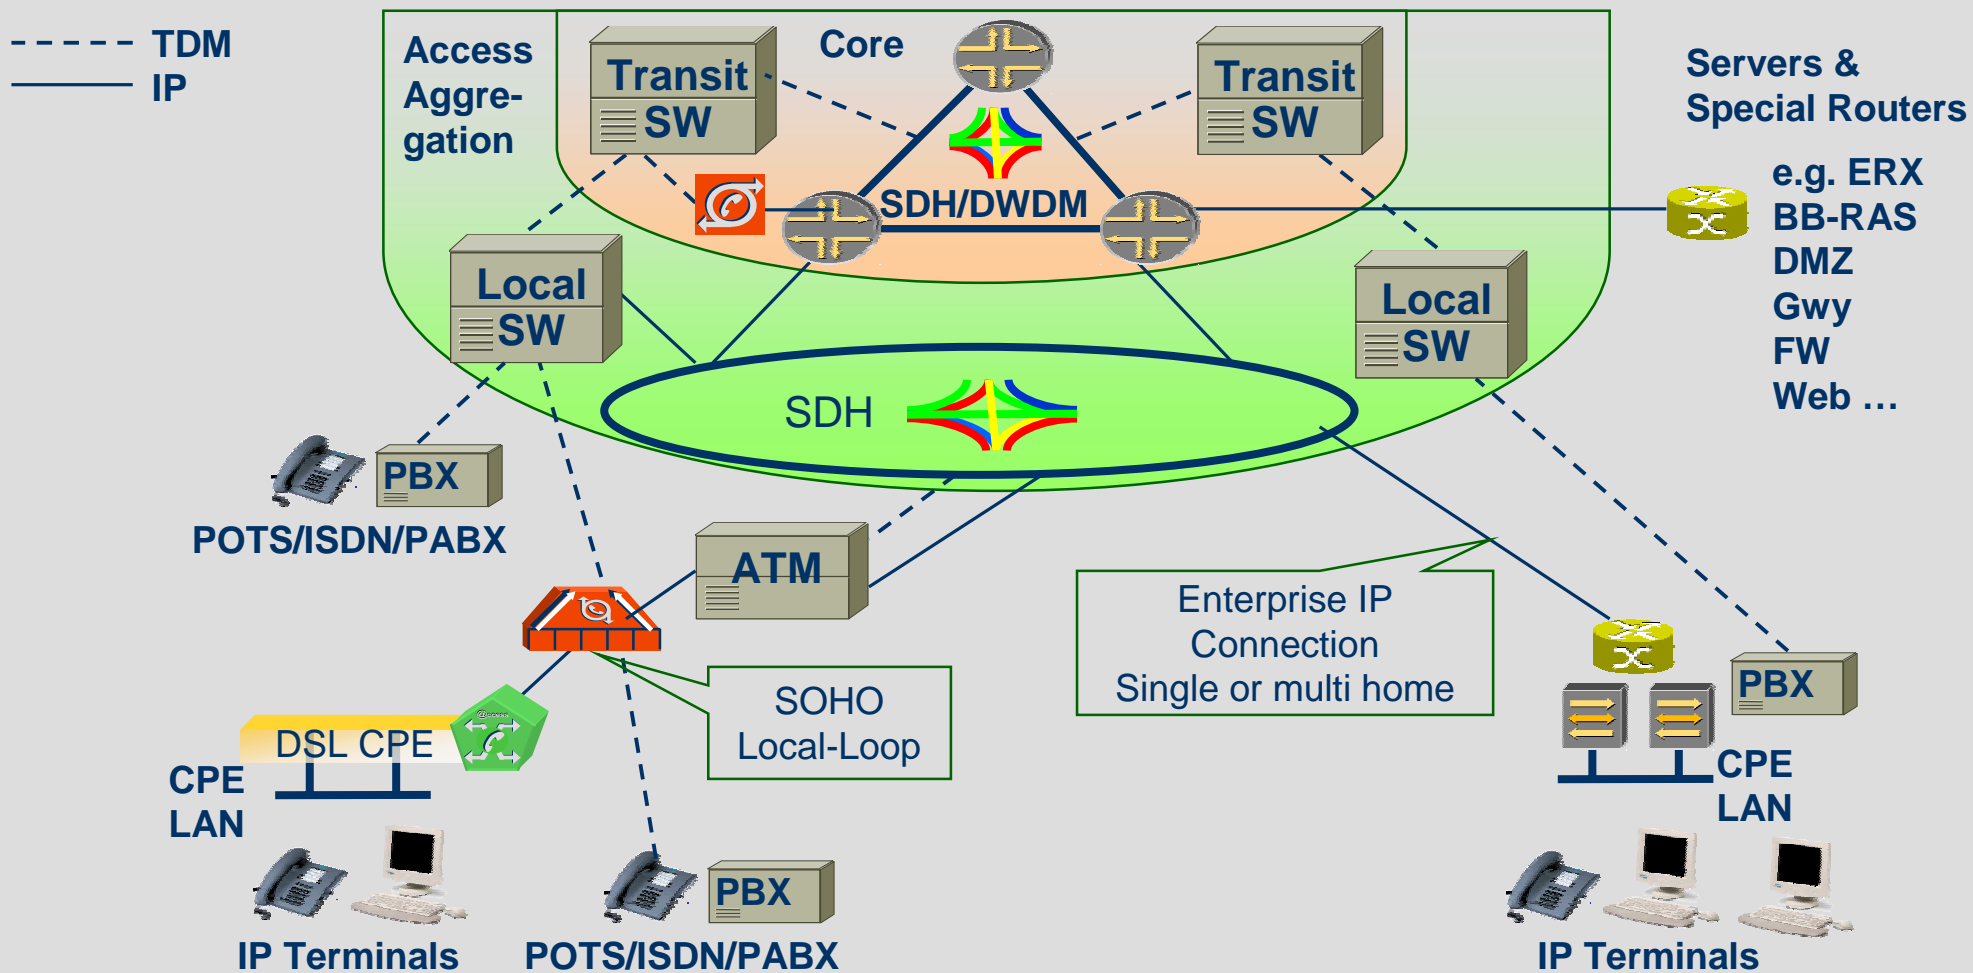 TDM
IP
Access
Aggre-
gation
Core
Transit
SW
Transit
SW
Servers &
Special Routers
SDH/DWDM
e.g. ERX
BB-RAS
DMZ
Gwy
FW
Web …
Local
SW
Local
SW
SDH
PBX
POTS/ISDN/PABX
ATM
Enterprise IP
Connection
Single or multi home
SOHO
Local-Loop
@ccess
DSL CPE
CPE
LAN
PBX
CPE
LAN
PBX
IP Terminals
POTS/ISDN/PABX
IP Terminals